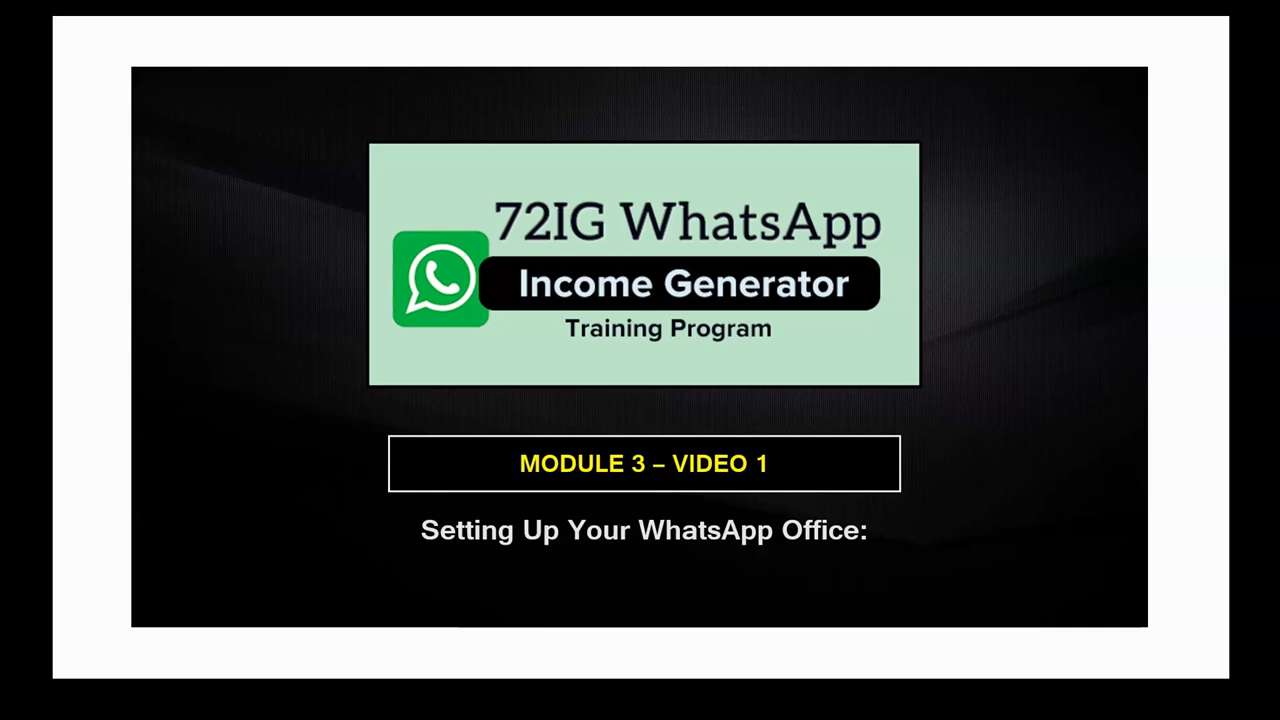 72IG WhatsApp
Income Generator
Training Program
MODULE 3 – VIDEO 1
Setting Up Your WhatsApp Office: